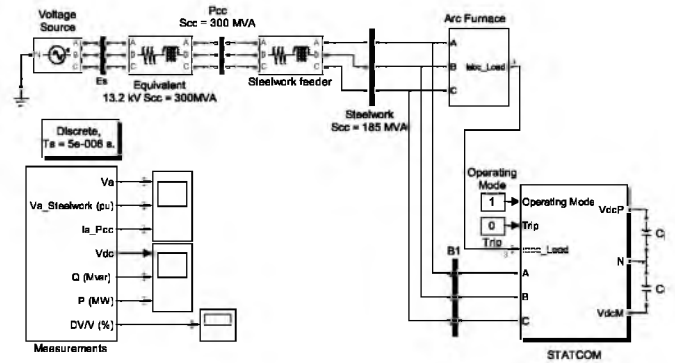 Voltage
Source
N
A
B
C
Es
A
B
C
A
B
C
Equivalent
13.2 kV Scc = 300MVA
Pcc
Scc = 300 MVA
A
B
C
A
B
C
Steelwork feeder
Steelwork
Scc = 185 MVA
Arc Furnace
A
B
C
Iabc_Load
Discrete,
Ts = 5e-006 s.
Va
Va_Steelwork (pu)
Ia_Pcc
Vdc
Q (Mvar)
P (MW)
DV/V (%)
Measurements
Operating
Mode
1
0
Trip
B1
Operating Mode
Trip
A
B
C
VdcP
N
VdcM
C
C
STATCOM